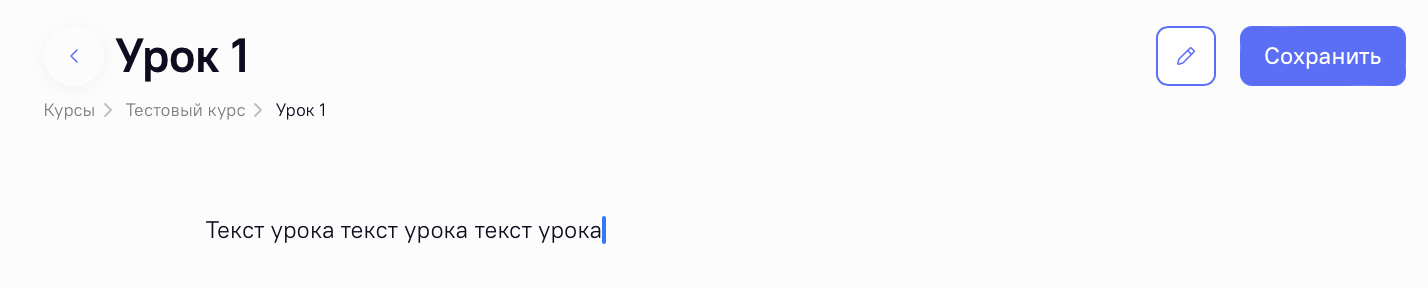 Урок 1
Сохранить
Курсы Тестовый курс Урок 1
Текст урока текст урока текст урока